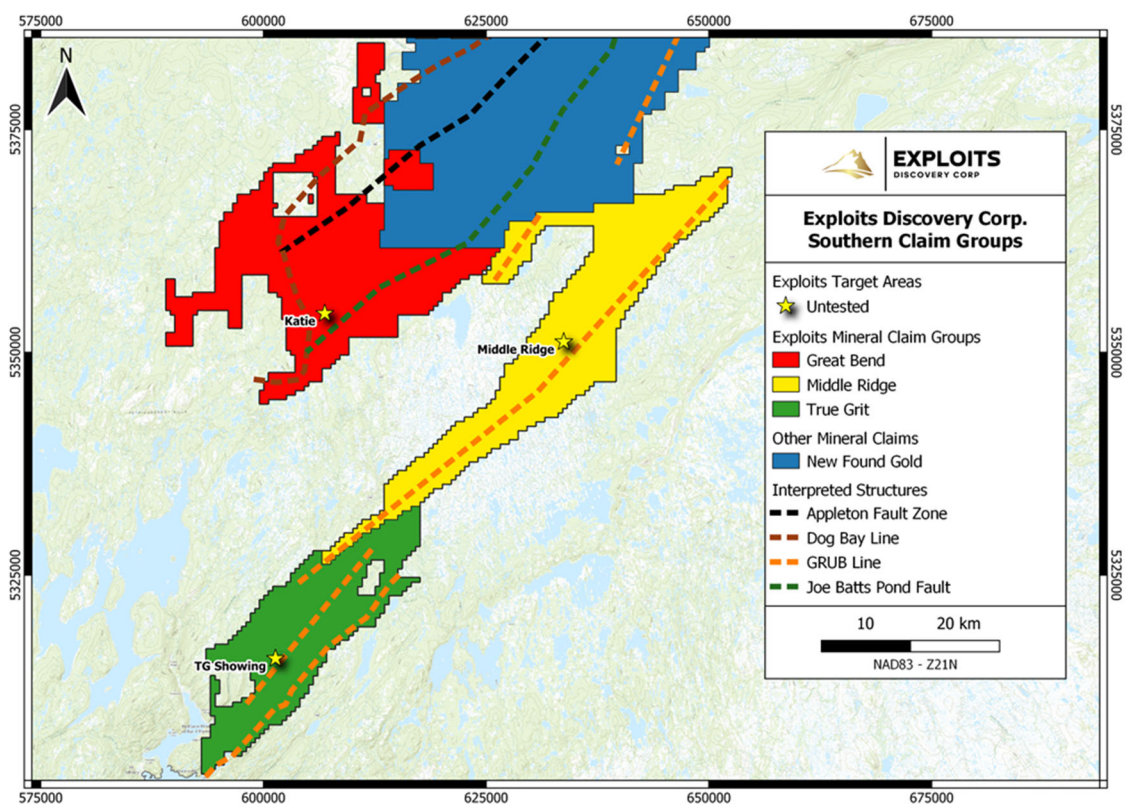 575000
600000
625000
650000
675000
N
5375000
5375000
EXPLOITS
DISCOVERY CORP
Exploits Discovery Corp.
Southern Claim Groups
Exploits Target Areas
Untested
Exploits Mineral Claim Groups
Great Bend
Middle Ridge
True Grit
Other Mineral Claims
New Found Gold
Interpreted Structures
Appleton Fault Zone
Dog Bay Line
GRUB Line
Joe Batts Pond Fault
10
20 km
NAD83 - Z21N
Katie
Middle Ridge
5350000
5350000
5325000
5325000
TG Showing
575000
600000
625000
650000
675000